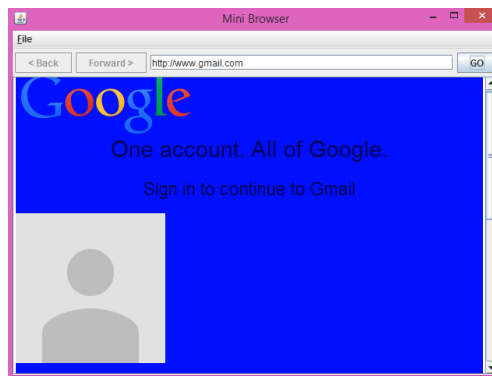 Mini Browser
File
< Back Forward > http://www.gmail.com GO
Google
One account. All of Google.
Sign in to continue to Gmail